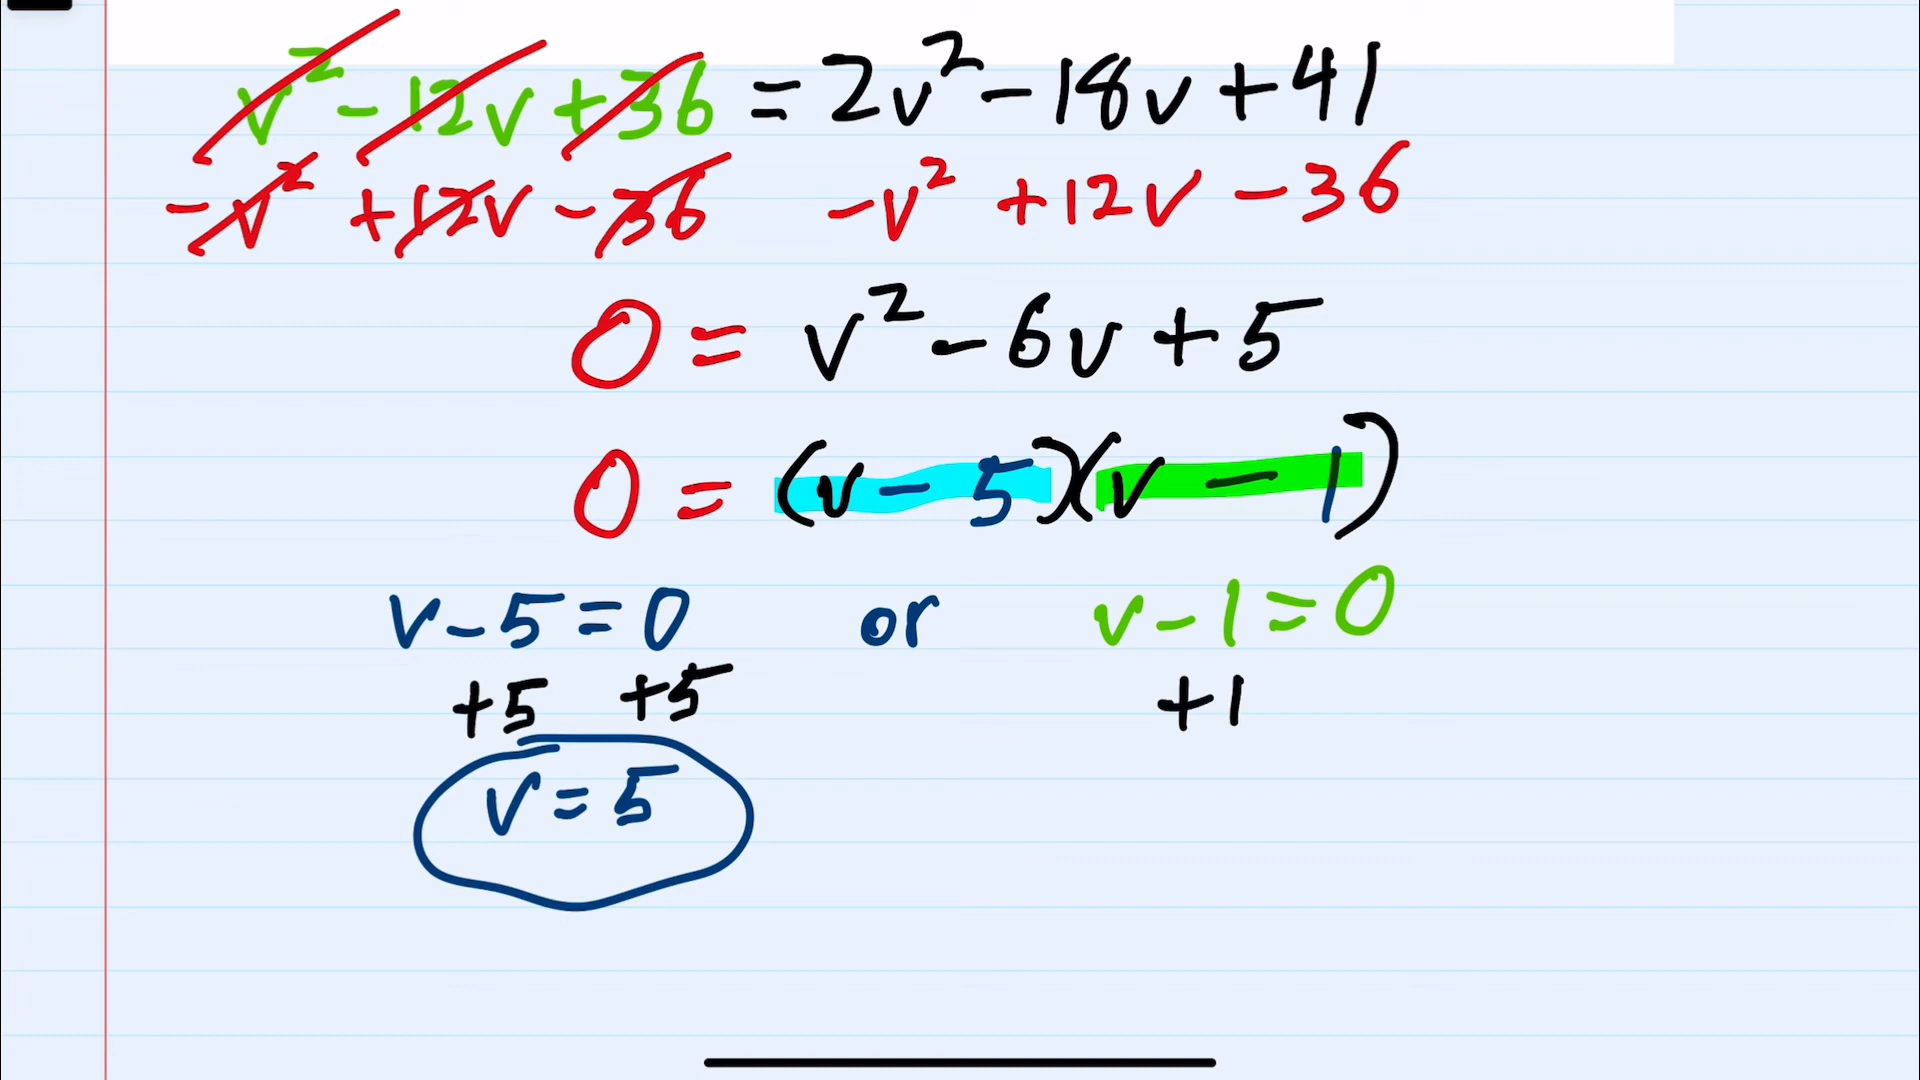 v² - 12v + 36 = 2v² - 18v + 41
-v² + 12v - 36 -v² + 12v - 36
0 = v² - 6v + 5
0 = (v - 5)(v - 1)
v - 5 = 0 or v - 1 = 0
+5 +5 +1
v = 5